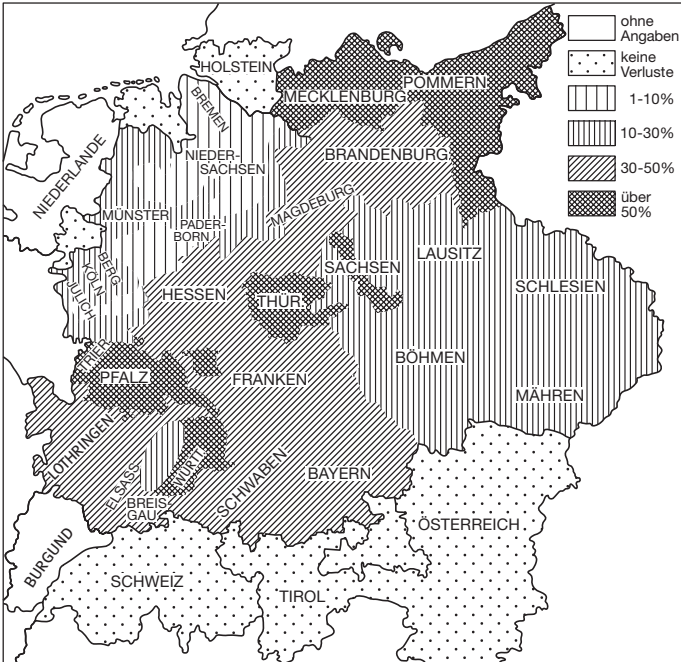 ohne
Angaben
keine
Verluste
1-10%
10-30%
30-50%
über
50%
HOLSTEIN
POMMERN
MECKLENBURG
BREMEN
NIEDER-
SACHSEN
BRANDENBURG
NIEDERLANDE
MÜNSTER
PADER-
BORN
MAGDEBURG
BERG
KÖLN
JÜLICH
HESSEN
THÜR.
SACHSEN
LAUSITZ
SCHLESIEN
TRIER
PFALZ
FRANKEN
BÖHMEN
MÄHREN
LOTHRINGEN
ELSASS
WÜRTT.
SCHWABEN
BAYERN
BREIS-
GAU
BURGUND
ÖSTERREICH
SCHWEIZ
TIROL